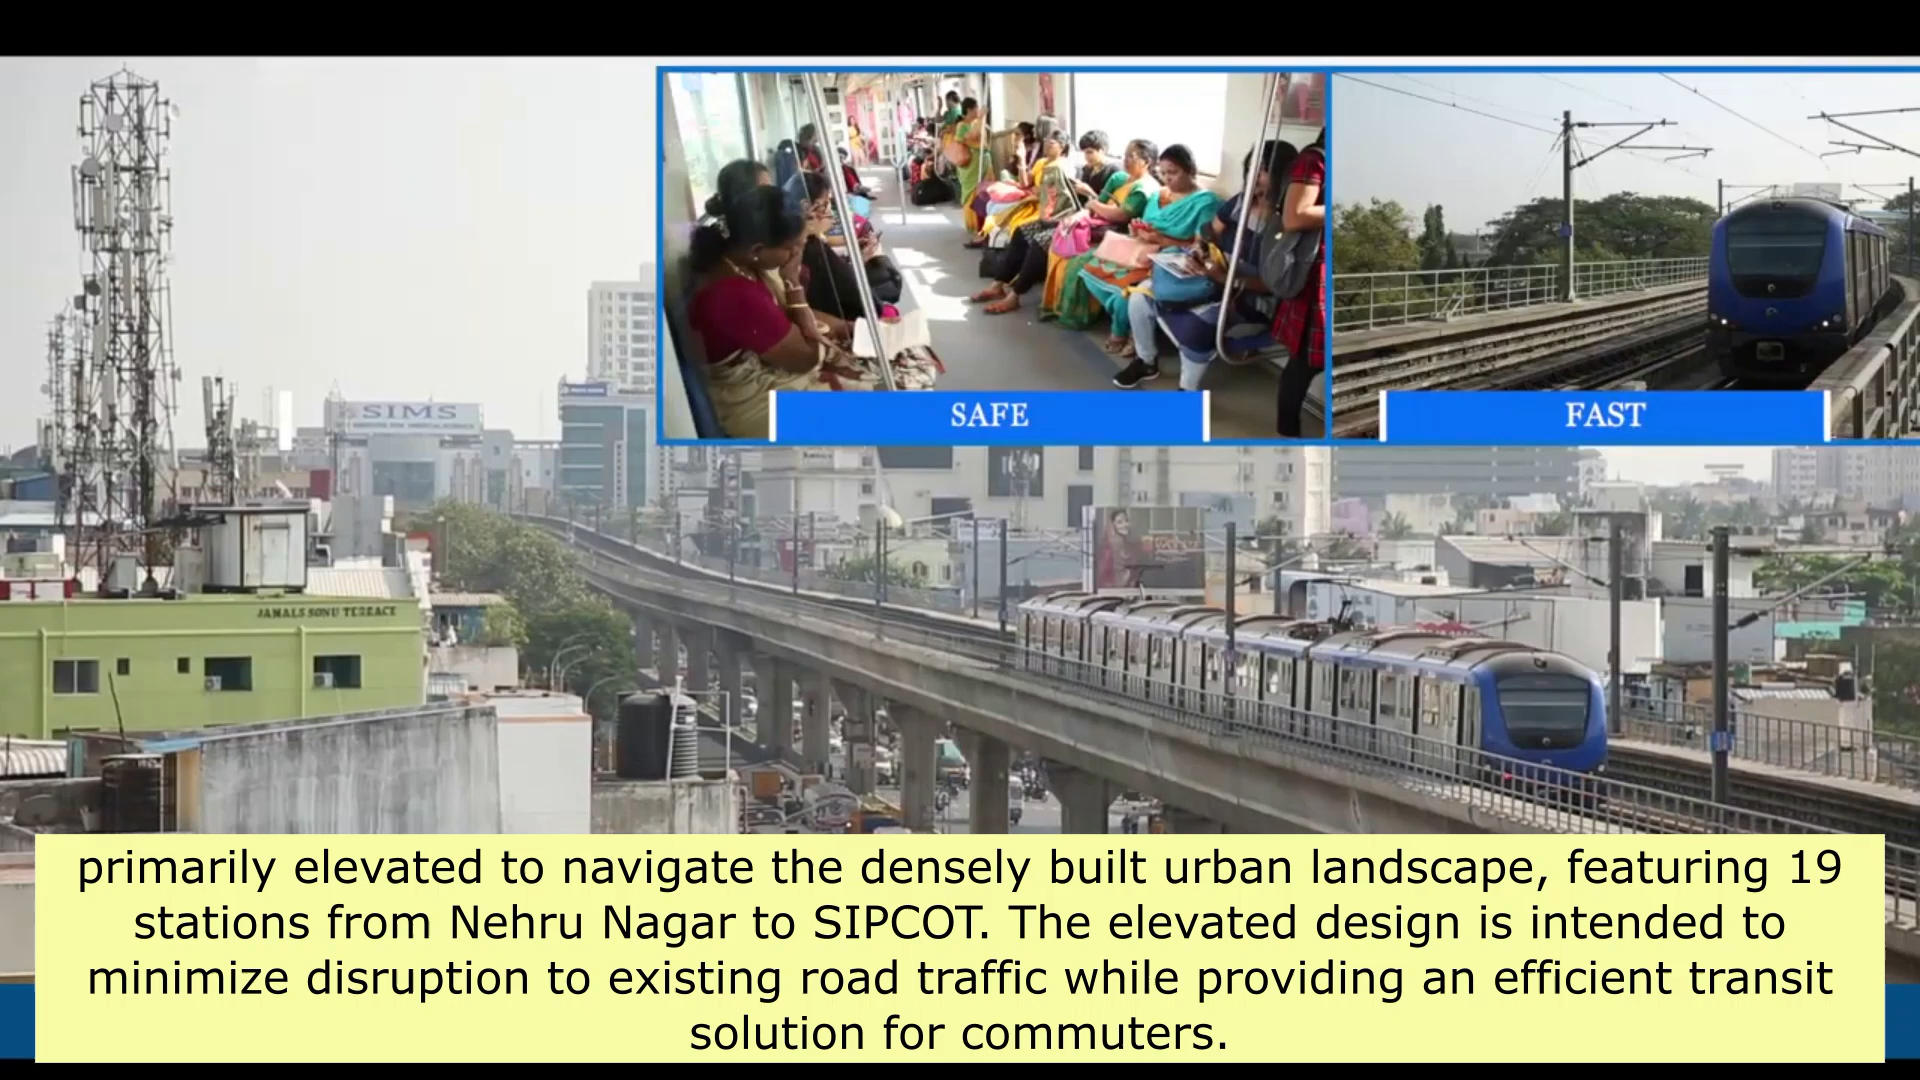 SAFE
FAST
SIMS
JAMALS SONU TERRACE
primarily elevated to navigate the densely built urban landscape, featuring 19
stations from Nehru Nagar to SIPCOT. The elevated design is intended to
minimize disruption to existing road traffic while providing an efficient transit
solution for commuters.